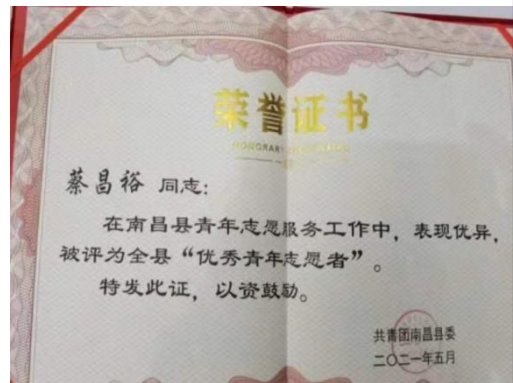 荣誉证书
蔡昌裕 同志：
在南昌县青年志愿服务工作中，表现优异，
被评为全县“优秀青年志愿者”。
特发此证，以资鼓励。
共青团南昌县委
二〇二一年五月